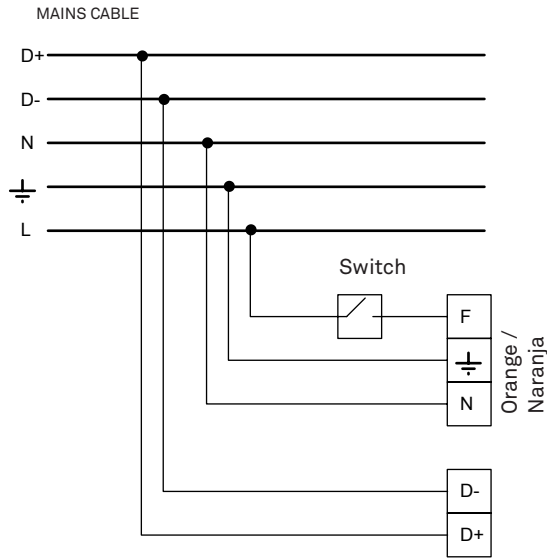 MAINS CABLE
D+
D-
N
L
Switch
F
N
Orange /
Naranja
D-
D+